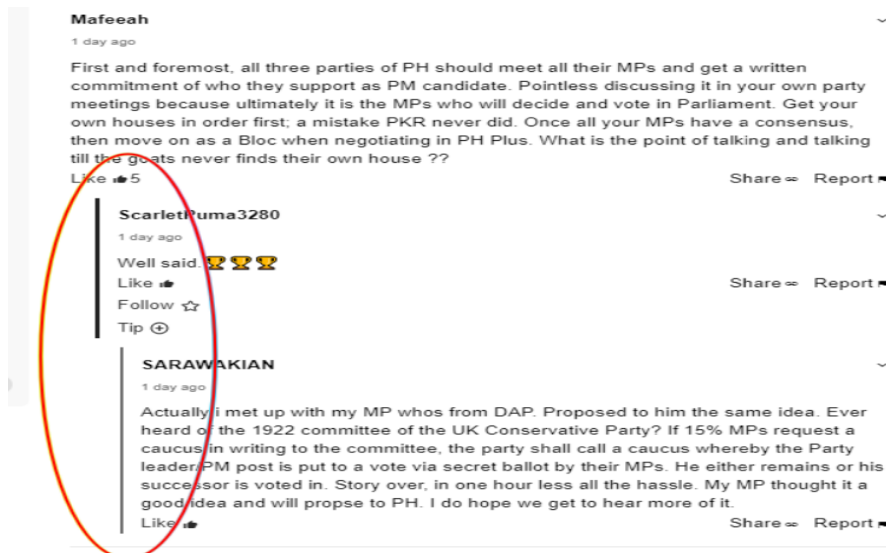 Mafeeah
1 day ago
First and foremost, all three parties of PH should meet all their MPs and get a written
commitment of who they support as PM candidate. Pointless discussing it in your own party
meetings because ultimately it is the MPs who will decide and vote in Parliament. Get your
own houses in order first; a mistake PKR never did. Once all your MPs have a consensus,
then move on as a Bloc when negotiating in PH Plus. What is the point of talking and talking
till the goats never finds their own house ??
Like 5 Share Report
ScarletPuma3280
1 day ago
Well said. 🏆🏆🏆
Like Share Report
Follow
Tip
SARAWAKIAN
1 day ago
Actually i met up with my MP whos from DAP. Proposed to him the same idea. Ever
heard of the 1922 committee of the UK Conservative Party? If 15% MPs request a
caucus in writing to the committee, the party shall call a caucus whereby the Party
leader/PM post is put to a vote via secret ballot by their MPs. He either remains or his
successor is voted in. Story over, in one hour less all the hassle. My MP thought it a
good idea and will propse to PH. I do hope we get to hear more of it.
Like Share Report